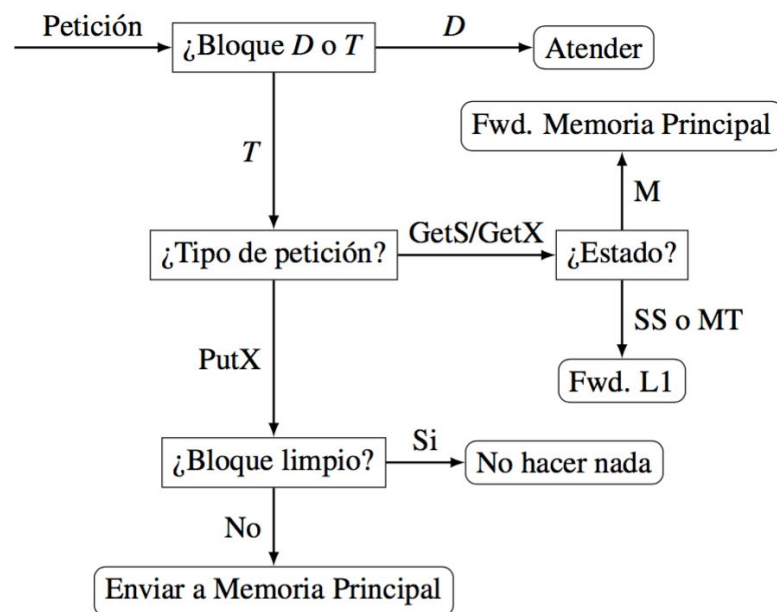 Petición
¿Bloque D o T
D
Atender
Fwd. Memoria Principal
T
M
¿Tipo de petición?
GetS/GetX
¿Estado?
SS o MT
PutX
Fwd. L1
¿Bloque limpio?
Si
No hacer nada
No
Enviar a Memoria Principal